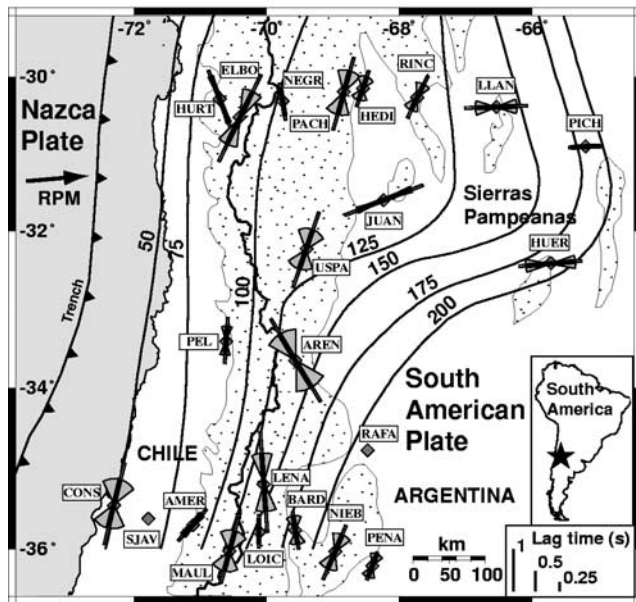 -72 -70 -68 -66
-30
ELBO
NEGR
RINC
LLAN
HURT
PACH
HEDI
PICH
Nazca
Plate
RPM
JUAN
Sierras
Pampeanas
-32
50
75
100
125
150
175
200
USPA
HUER
Trench
PEL
AREN
-34
South
American
Plate
South
America
RAFA
CHILE
ARGENTINA
CONS
AMER
LENA
BARD
NIEB
SJAV
PENA
-36
MAUL
LOIC
km
0 50 100
Lag time (s)
1
0.5
0.25